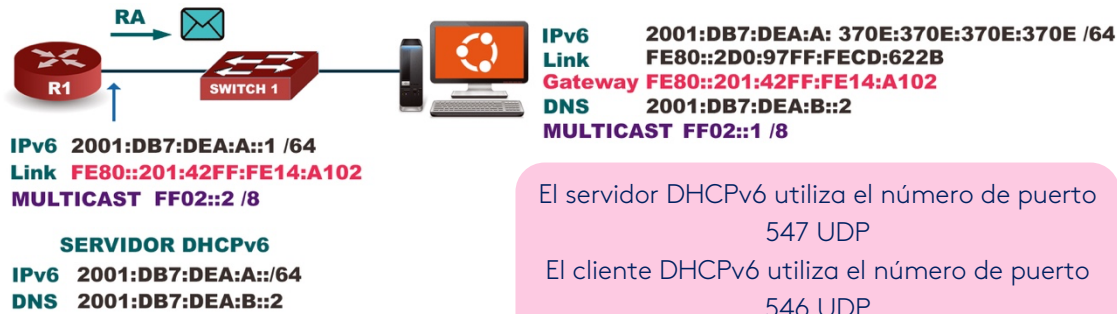 RA
R1
SWITCH 1
IPv6 2001:DB7:DEA:A: 370E:370E:370E:370E /64
Link FE80::2D0:97FF:FECD:622B
Gateway FE80::201:42FF:FE14:A102
DNS 2001:DB7:DEA:B::2
MULTICAST FF02::1 /8
IPv6 2001:DB7:DEA:A::1 /64
Link FE80::201:42FF:FE14:A102
MULTICAST FF02::2 /8
SERVIDOR DHCPv6
IPv6 2001:DB7:DEA:A::/64
DNS 2001:DB7:DEA:B::2
El servidor DHCPv6 utiliza el número de puerto
547 UDP
El cliente DHCPv6 utiliza el número de puerto
546 UDP